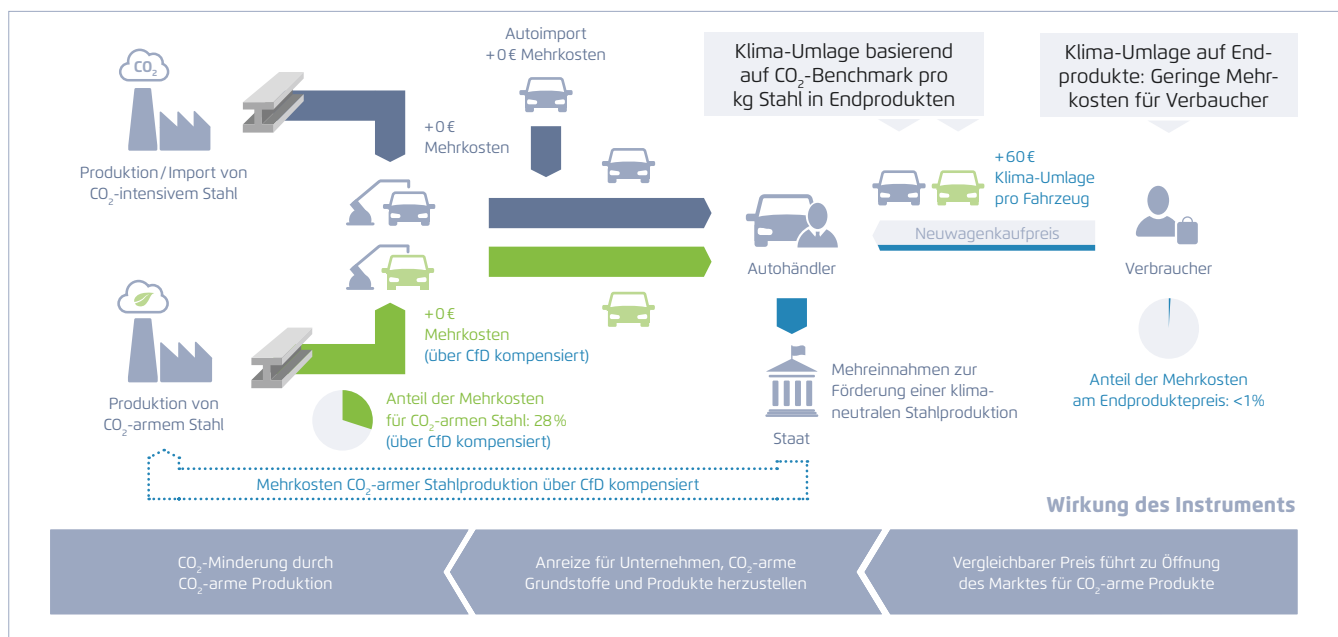 CO₂
Produktion / Import von
CO₂-intensivem Stahl
+0 €
Mehrkosten
Autoimport
+0 € Mehrkosten
Klima-Umlage basierend
auf CO₂-Benchmark pro
kg Stahl in Endprodukten
Klima-Umlage auf End-
produkte: Geringe Mehr-
kosten für Verbaucher
+60 €
Klima-Umlage
pro Fahrzeug
Neuwagenkaufpreis
Autohändler
Verbraucher
Produktion von
CO₂-armem Stahl
+0 €
Mehrkosten
(über CfD kompensiert)
Anteil der Mehrkosten
für CO₂-armen Stahl: 28 %
(über CfD kompensiert)
Mehreinnahmen zur
Förderung einer klima-
neutralen Stahlproduktion
Staat
Anteil der Mehrkosten
am Endproduktepreis: <1%
Mehrkosten CO₂-armer Stahlproduktion über CfD kompensiert
Wirkung des Instruments
CO₂-Minderung durch
CO₂-arme Produktion
Anreize für Unternehmen, CO₂-arme
Grundstoffe und Produkte herzustellen
Vergleichbarer Preis führt zu Öffnung
des Marktes für CO₂-arme Produkte